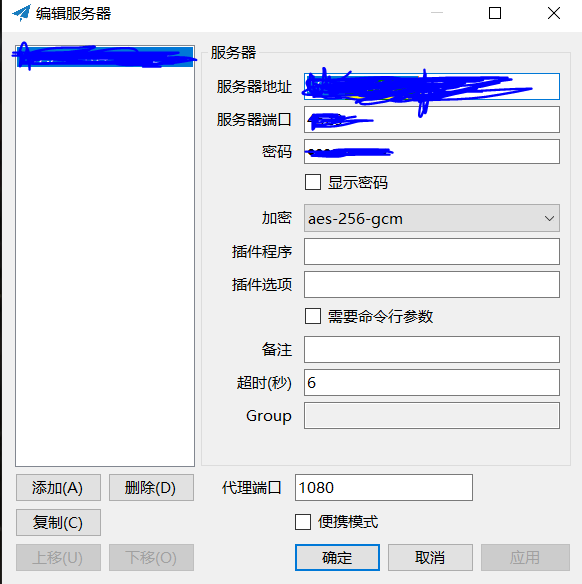 编辑服务器
服务器
服务器地址
服务器端口
密码
显示密码
加密 aes-256-gcm
插件程序
插件选项
需要命令行参数
备注
超时(秒) 6
Group
添加(A) 删除(D) 代理端口 1080
复制(C) 便携模式
上移(U) 下移(O) 确定 取消 应用